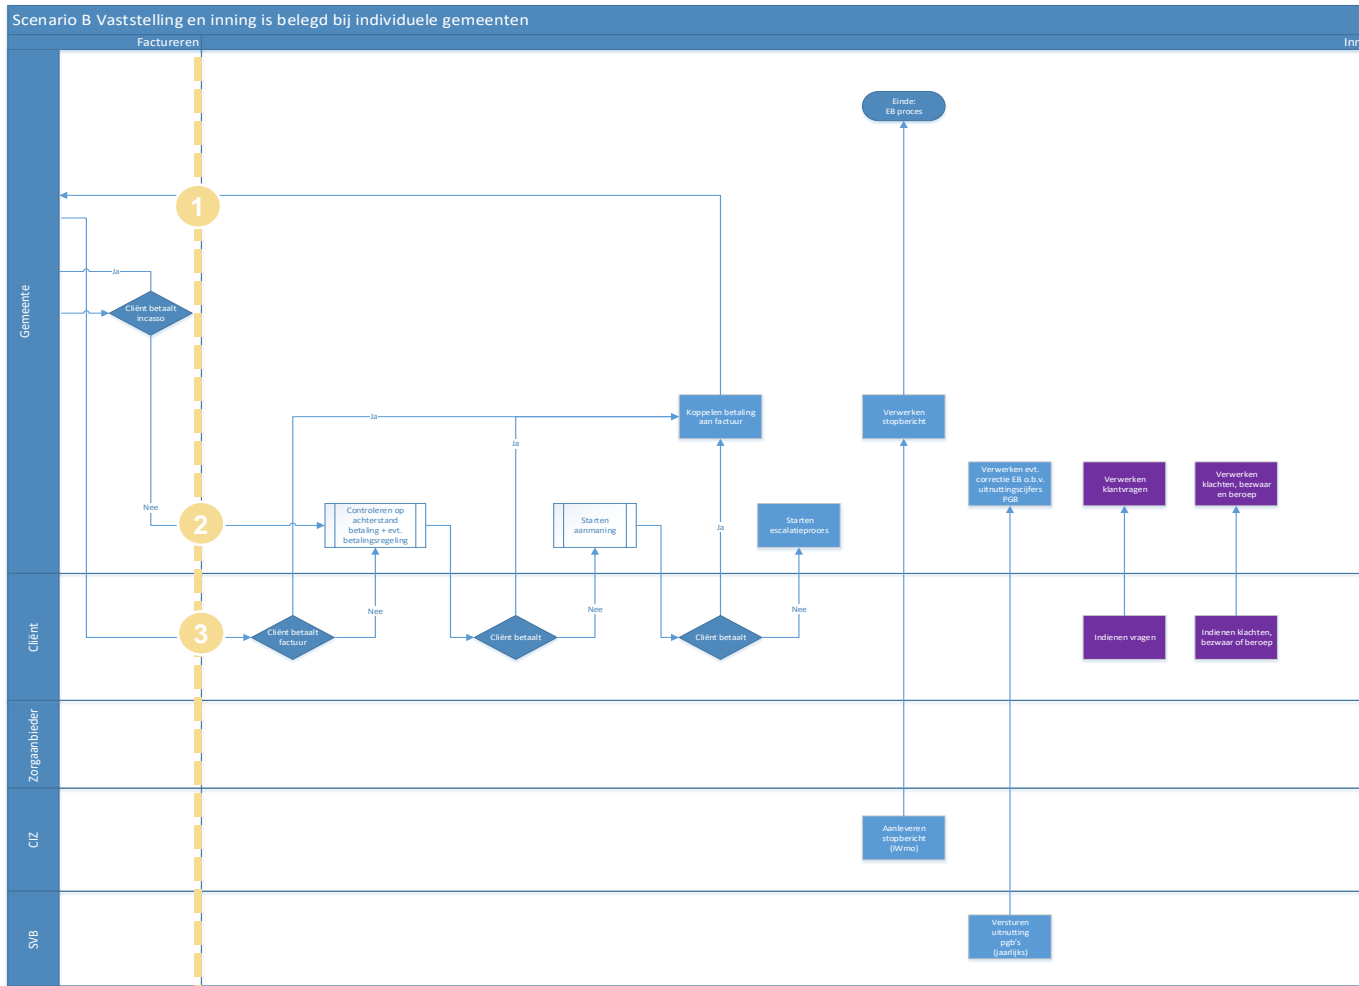 Scenario B Vaststelling en inning is belegd bij individuele gemeenten
Factureren
Inn
Gemeente
Einde:
EB proces
1
Ja
Cliënt betaalt
incasso
Ja
Koppelen betaling
aan factuur
Verwerken
stopbericht
Ja
Verwerken evt.
correctie EB o.b.v.
uitnuttingscijfers
PGB
Verwerken
klantvragen
Verwerken
klachten, bezwaar
en beroep
Nee
2
Controleren op
achterstand
betaling + evt.
betalingsregeling
Starten
aanmaning
Ja
Starten
escalatieproces
Cliënt
Nee
Nee
Nee
3
Cliënt betaalt
factuur
Cliënt betaalt
Cliënt betaalt
Indienen vragen
Indienen klachten,
bezwaar of beroep
Zorgaanbieder
CIZ
Aanleveren
stopbericht
(iWmo)
SVB
Versturen
uitnutting
pgb's
(jaarlijks)